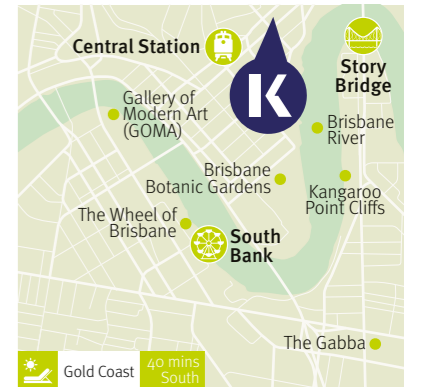 Central Station
K
Story
Bridge
Gallery of
Modern Art
(GOMA)
Brisbane
River
Brisbane
Botanic Gardens
Kangaroo
Point Cliffs
The Wheel of
Brisbane
South
Bank
The Gabba
Gold Coast
40 mins
South